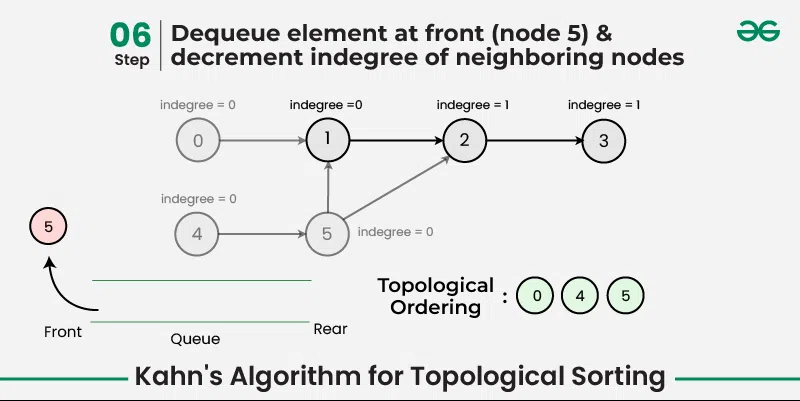 06
Step
Dequeue element at front (node 5) &
decrement indegree of neighboring nodes
indegree = 0
indegree =0
indegree = 1
indegree = 1
0
1
2
3
indegree = 0
4
5
indegree = 0
5
Topological
Ordering
:
0
4
5
Front
Queue
Rear
Kahn's Algorithm for Topological Sorting